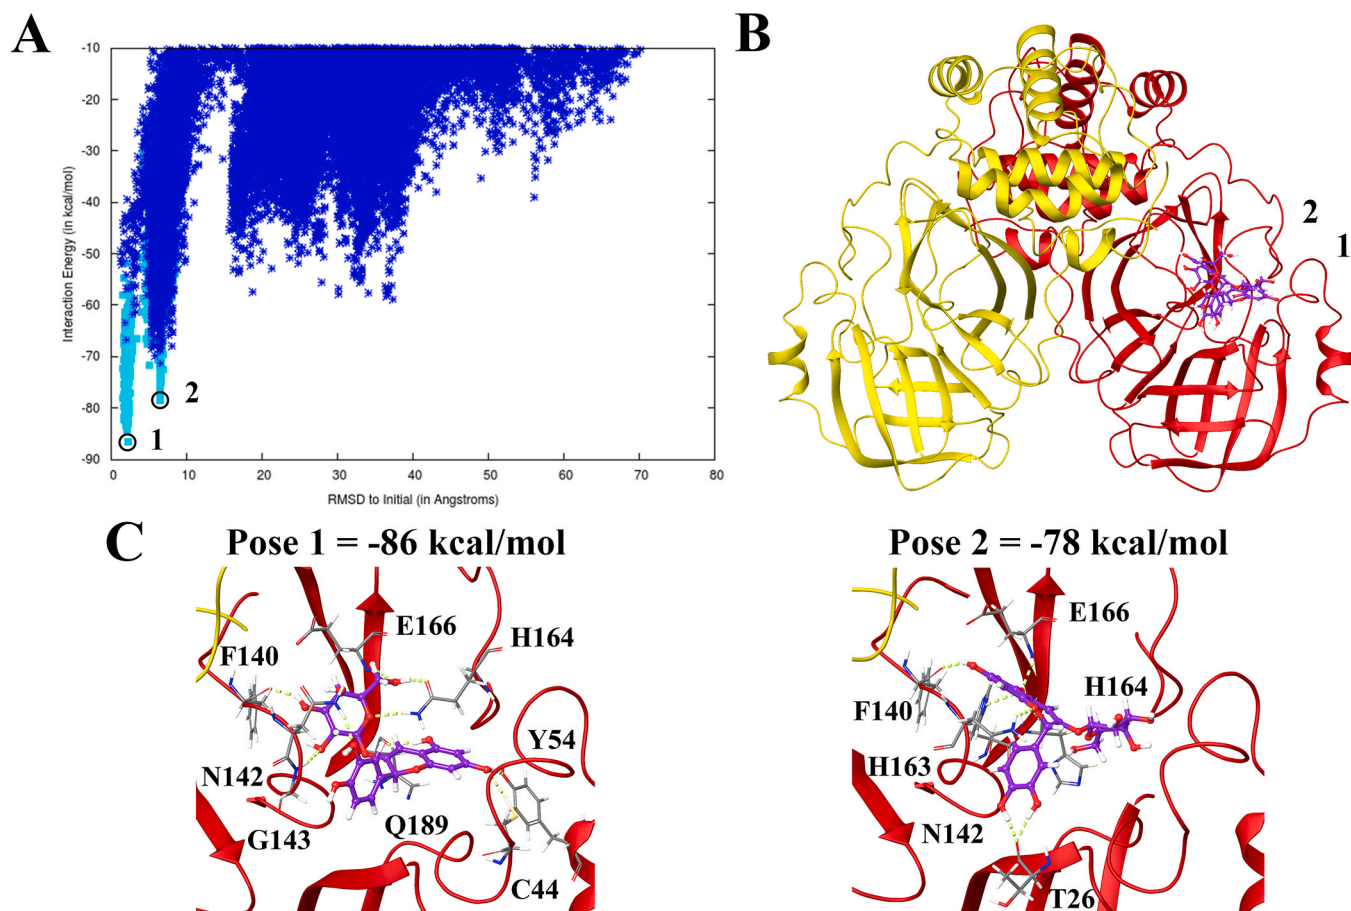 A
B
-10
-20
-30
-40
-50
-60
-70
-80
-90
Interaction Energy (in kcal/mol)
0
10
20
30
40
50
60
70
80
RMSD to Initial (in Angstroms)
1
2
2
1
C
Pose 1 = -86 kcal/mol
Pose 2 = -78 kcal/mol
E166
H164
F140
Y54
N142
G143
Q189
C44
E166
H164
F140
H163
N142
T26